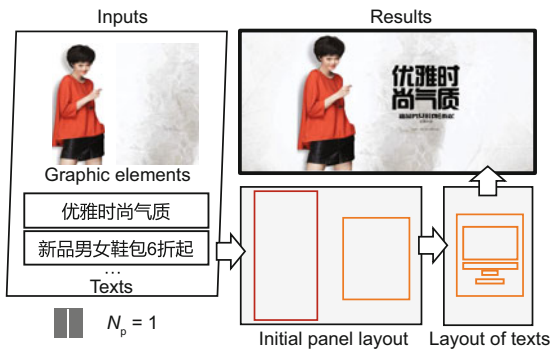 Inputs
Results
优雅时
尚气质
Graphic elements
优雅时尚气质
新品男女鞋包6折起
…
Texts
Np = 1
Initial panel layout
Layout of texts